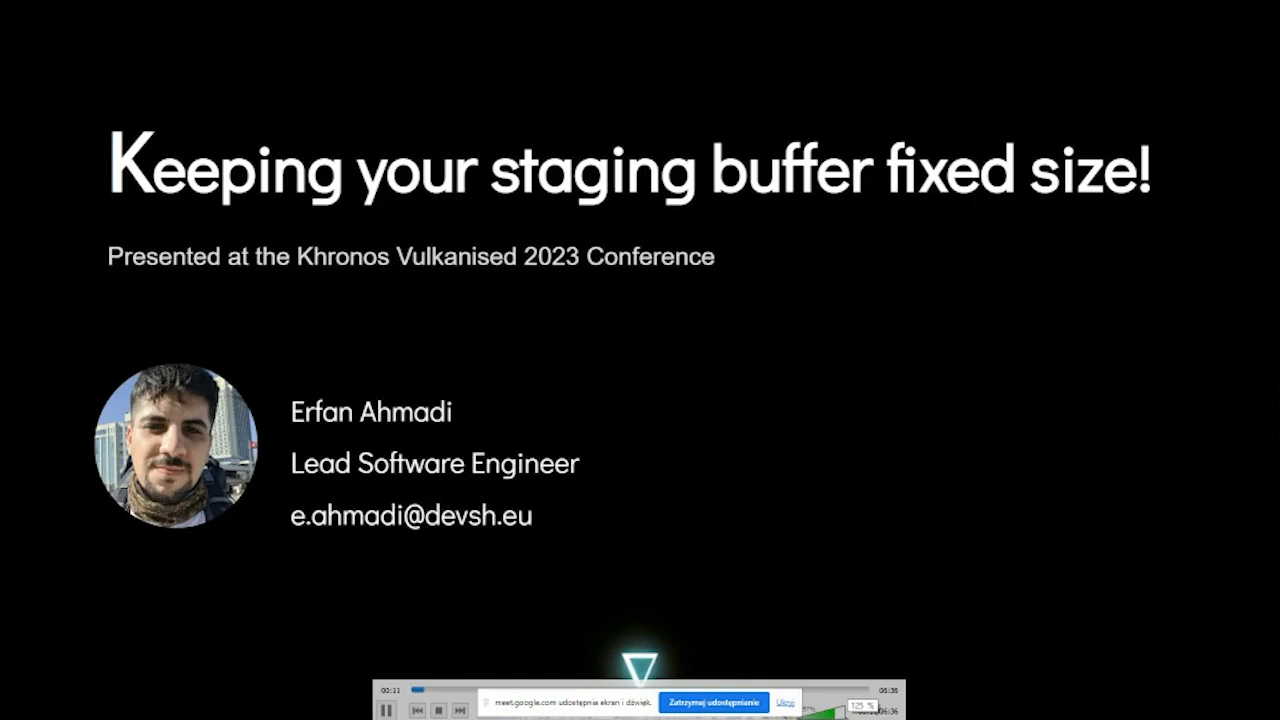 Keeping your staging buffer fixed size!
Presented at the Khronos Vulkanised 2023 Conference
Erfan Ahmadi
Lead Software Engineer
e.ahmadi@devsh.eu
00:11
06:36
meet.google.com udostępnia ekran i dźwięk.
Zatrzymaj udostępnianie
Ukryj
125 %